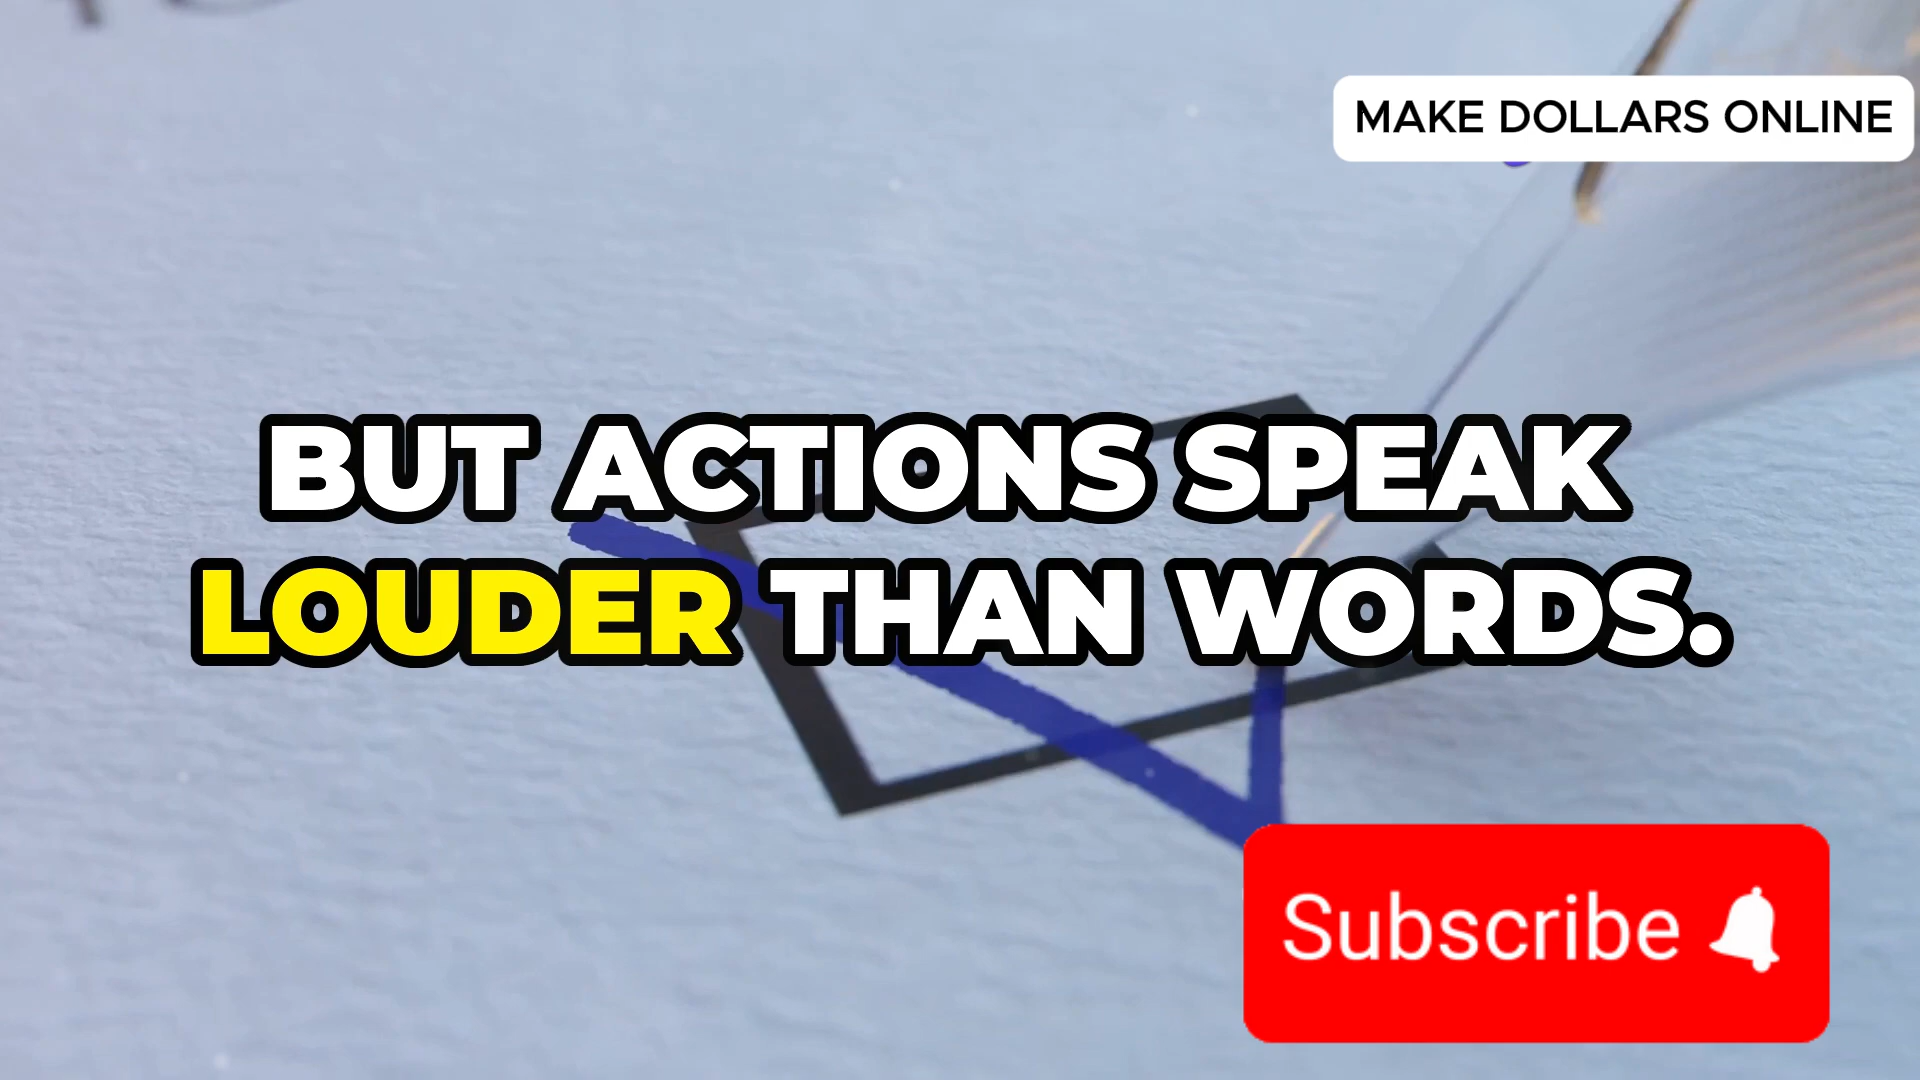 MAKE DOLLARS ONLINE
BUT ACTIONS SPEAK
LOUDER THAN WORDS.
Subscribe